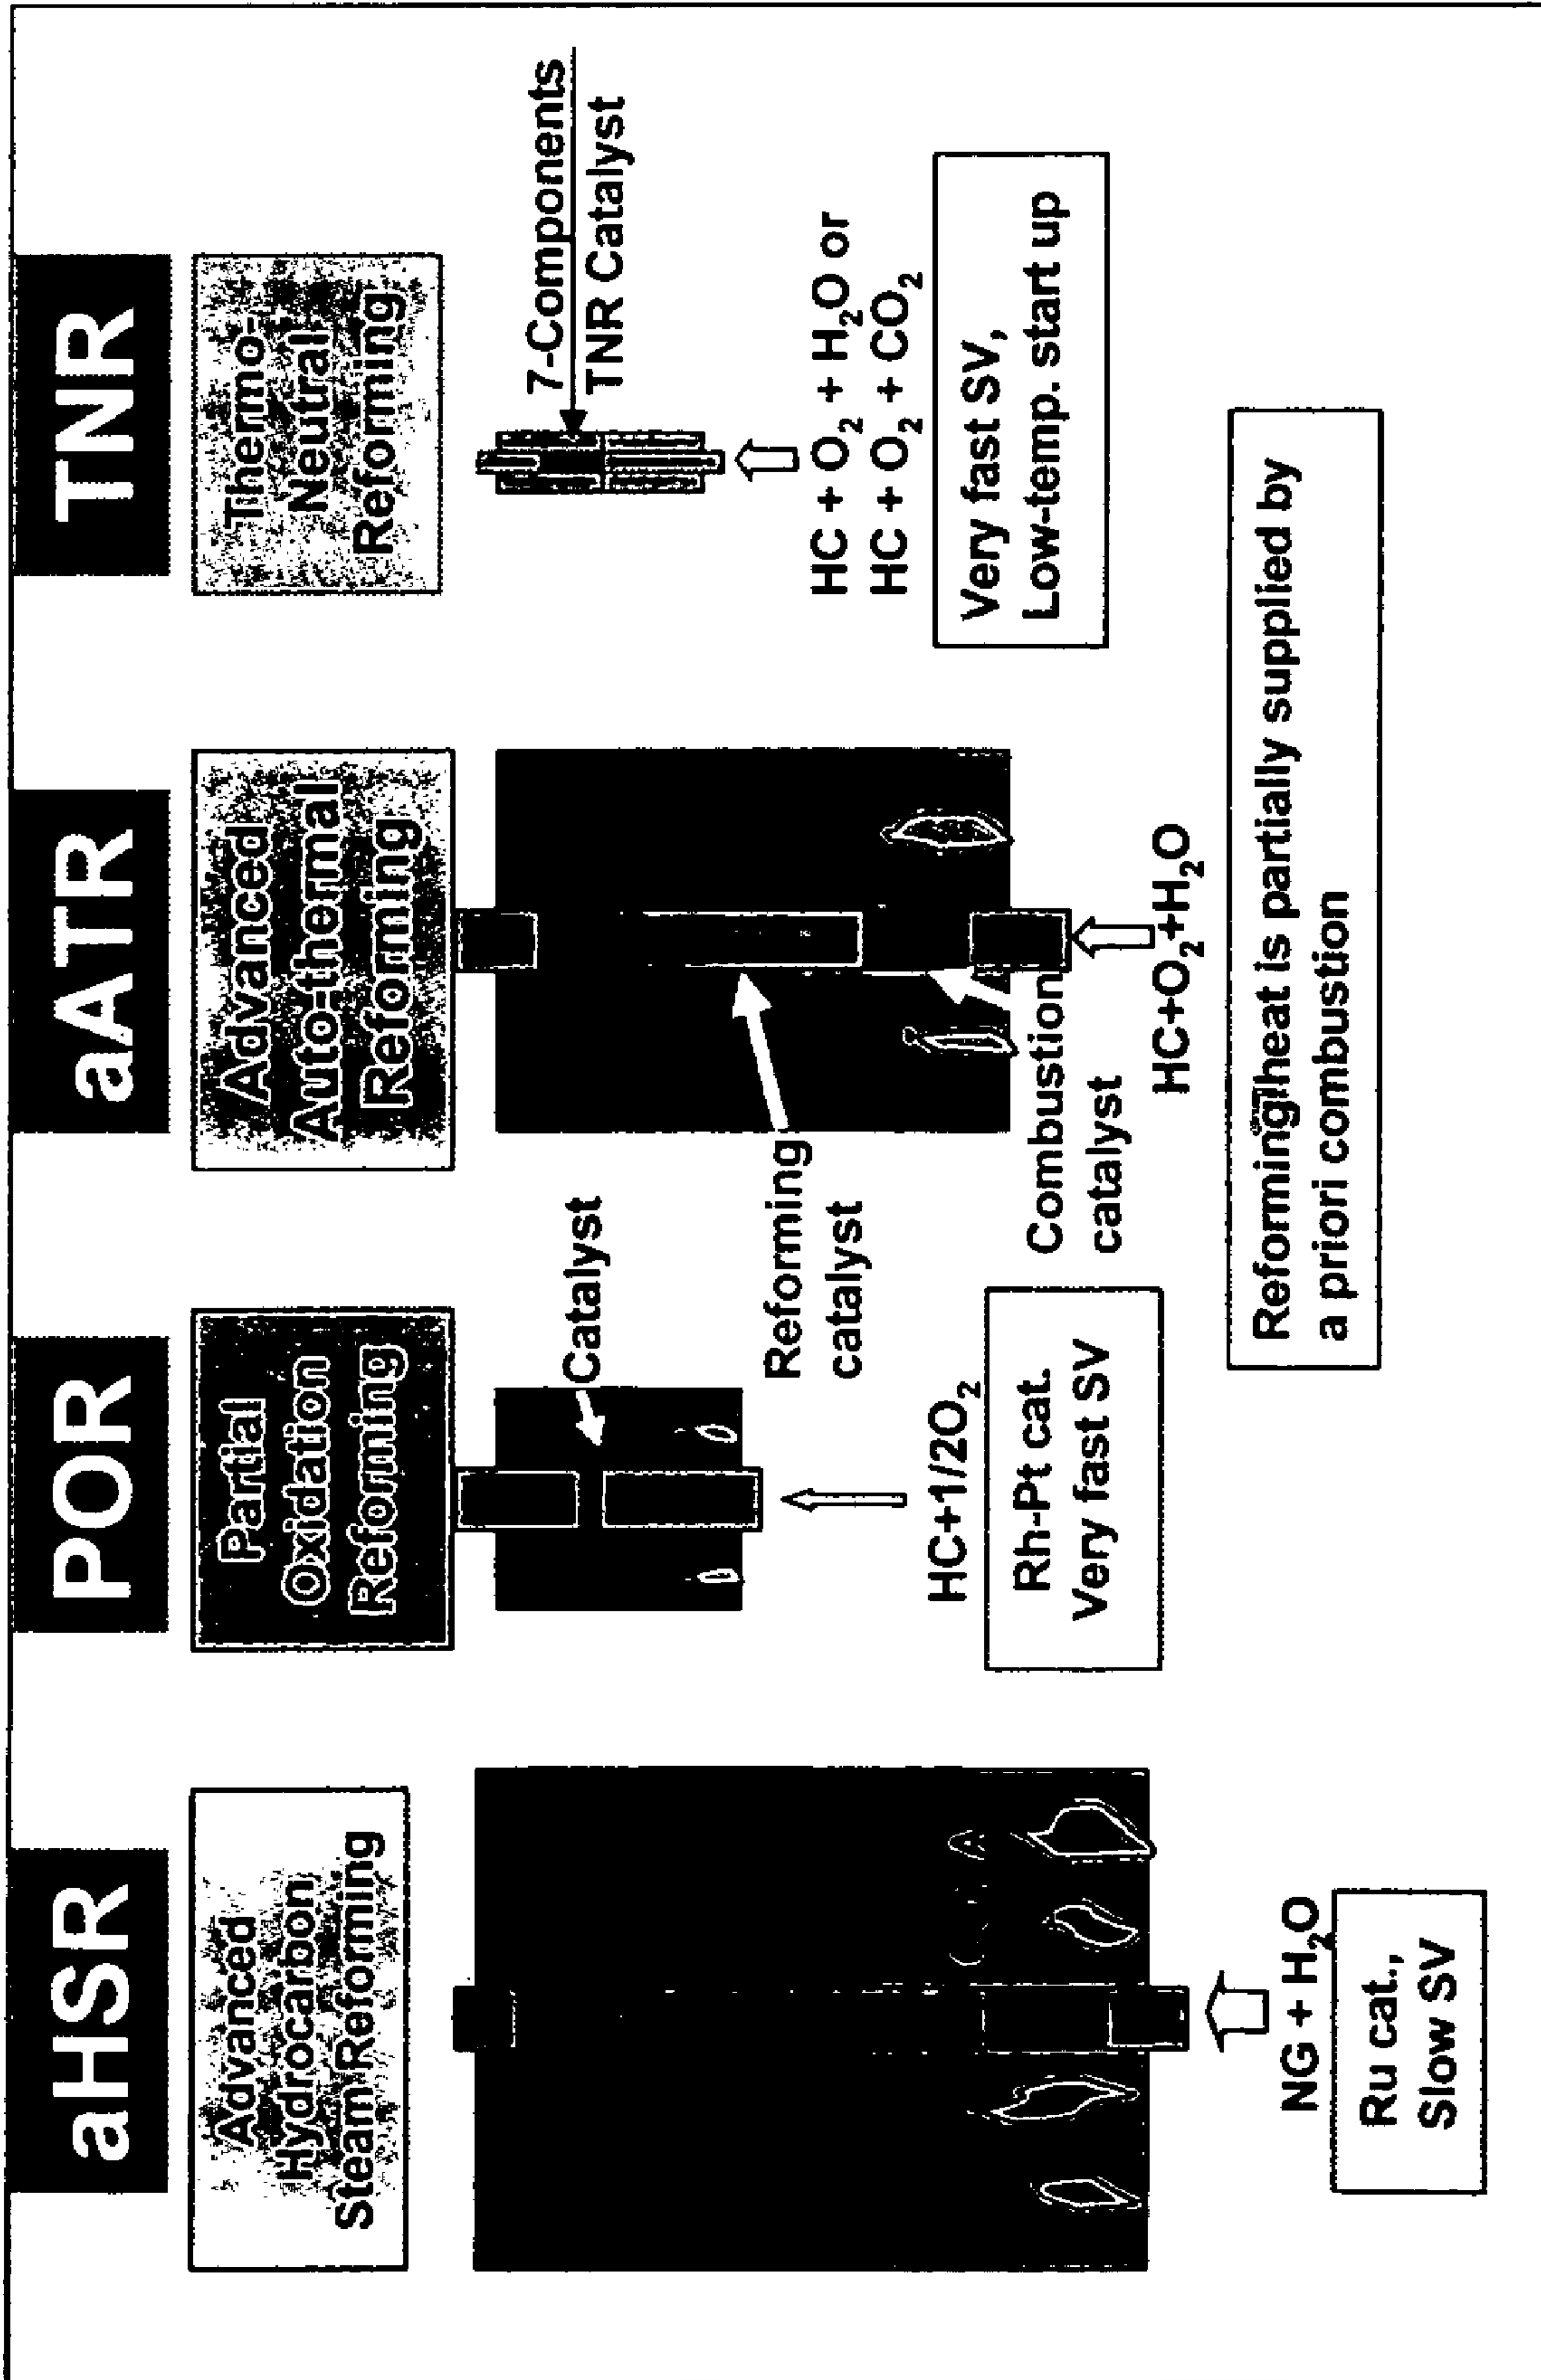 aHSR
Advanced
Hydrocarbon
Steam Reforming
NG + H₂O
Ru cat.,
Slow SV
POR
Partial
Oxidation
Reforming
Catalyst
HC+1/2O₂
Rh-Pt cat.
Very fast SV
aATR
Advanced
Auto-thermal
Reforming
Reforming
catalyst
Combustion
catalyst
HC+O₂+H₂O
Reforming heat is partially supplied by
a priori combustion
TNR
Thermo-
Neutral
Reforming
7-Components
TNR Catalyst
HC + O₂ + H₂O or
HC + O₂ + CO₂
Very fast SV,
Low-temp. start up